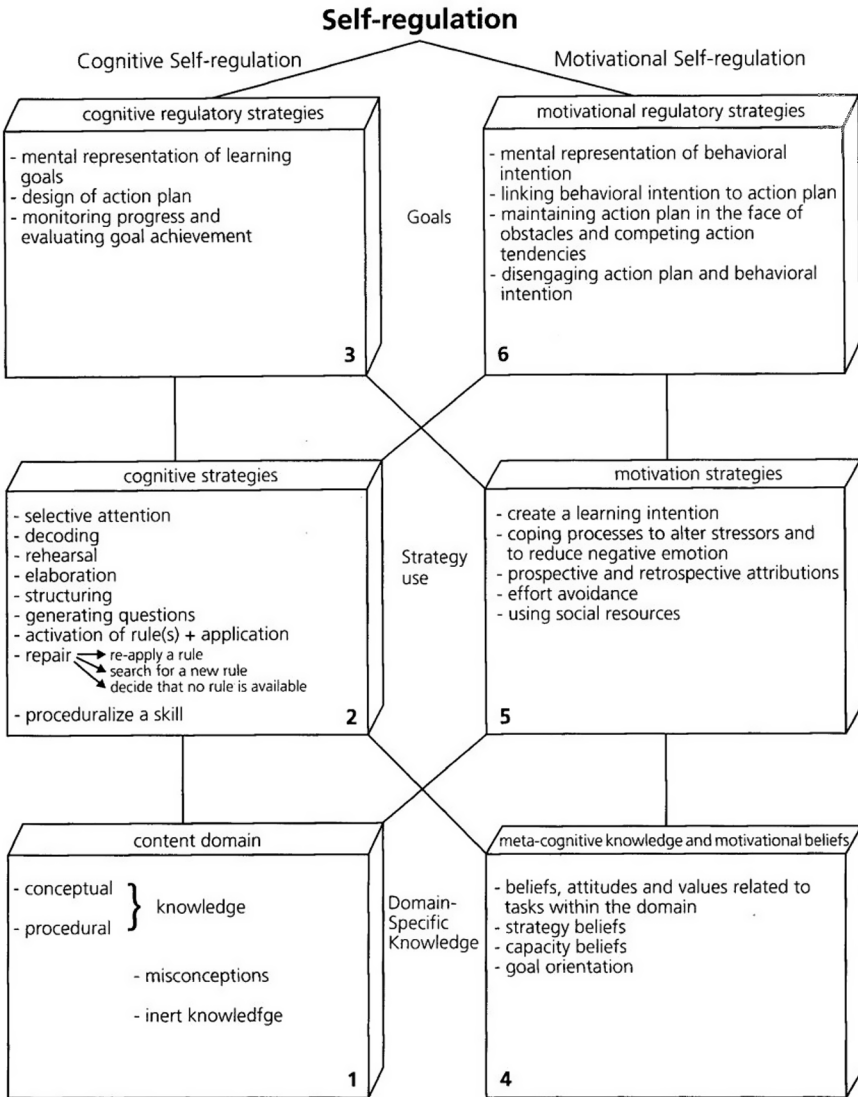 Self-regulation
Cognitive Self-regulation
Motivational Self-regulation
cognitive regulatory strategies
- mental representation of learning
goals
- design of action plan
- monitoring progress and
evaluating goal achievement
3
Goals
motivational regulatory strategies
- mental representation of behavioral
intention
- linking behavioral intention to action plan
- maintaining action plan in the face of
obstacles and competing action
tendencies
- disengaging action plan and behavioral
intention
6
cognitive strategies
- selective attention
- decoding
- rehearsal
- elaboration
- structuring
- generating questions
- activation of rule(s) + application
- repair
re-apply a rule
search for a new rule
decide that no rule is available
- proceduralize a skill
2
Strategy
use
motivation strategies
- create a learning intention
- coping processes to alter stressors and
to reduce negative emotion
- prospective and retrospective attributions
- effort avoidance
- using social resources
5
content domain
- conceptual
- procedural
} knowledge
- misconceptions
- inert knowledfge
1
Domain-
Specific
Knowledge
meta-cognitive knowledge and motivational beliefs
- beliefs, attitudes and values related to
tasks within the domain
- strategy beliefs
- capacity beliefs
- goal orientation
4